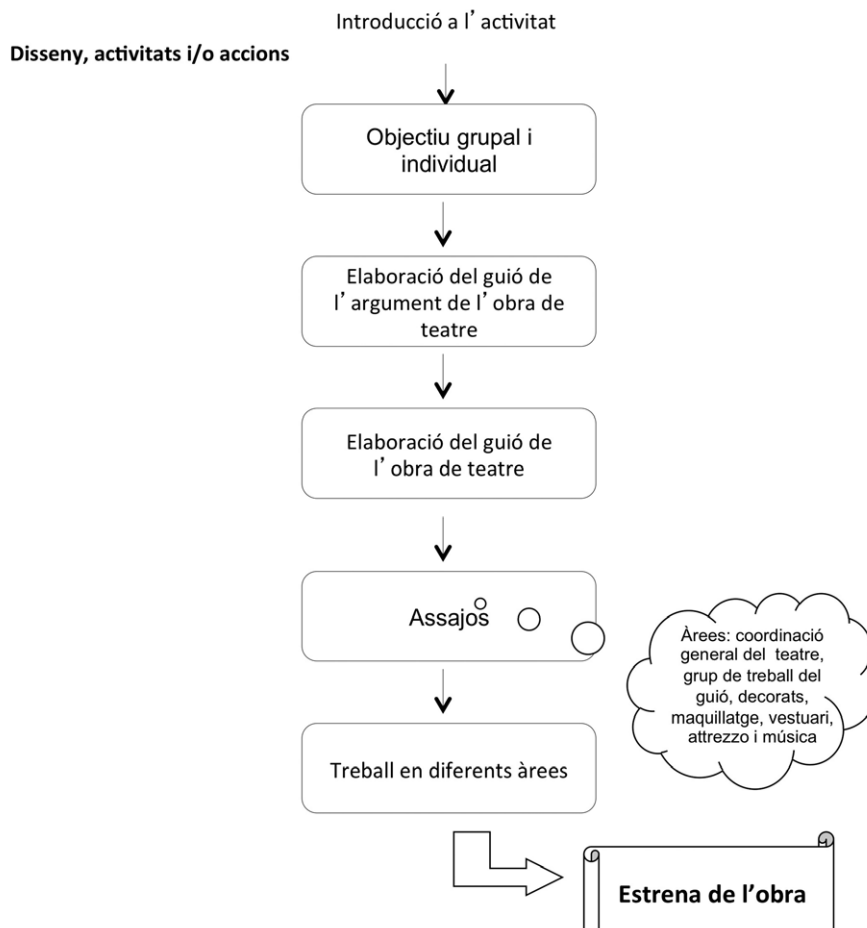 Introducció a l’activitat
Disseny, activitats i/o accions
Objectiu grupal i
individual
Elaboració del guió de
l’argument de l’obra de
teatre
Elaboració del guió de
l’obra de teatre
Assajos
Àrees: coordinació
general del teatre,
grup de treball del
guió, decorats,
maquillatge, vestuari,
attrezzo i música
Treball en diferents àrees
Estrena de l’obra